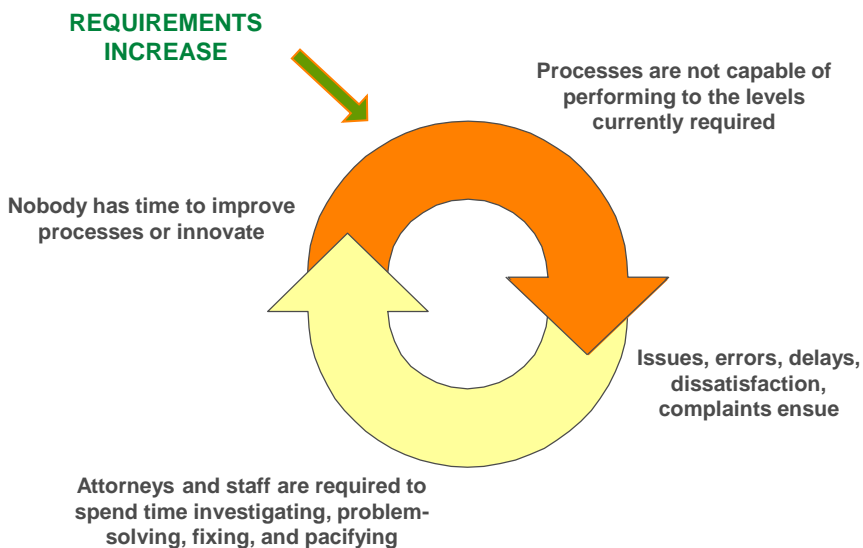 REQUIREMENTS
INCREASE
Processes are not capable of
performing to the levels
currently required
Nobody has time to improve
processes or innovate
Issues, errors, delays,
dissatisfaction,
complaints ensue
Attorneys and staff are required to
spend time investigating, problem-
solving, fixing, and pacifying